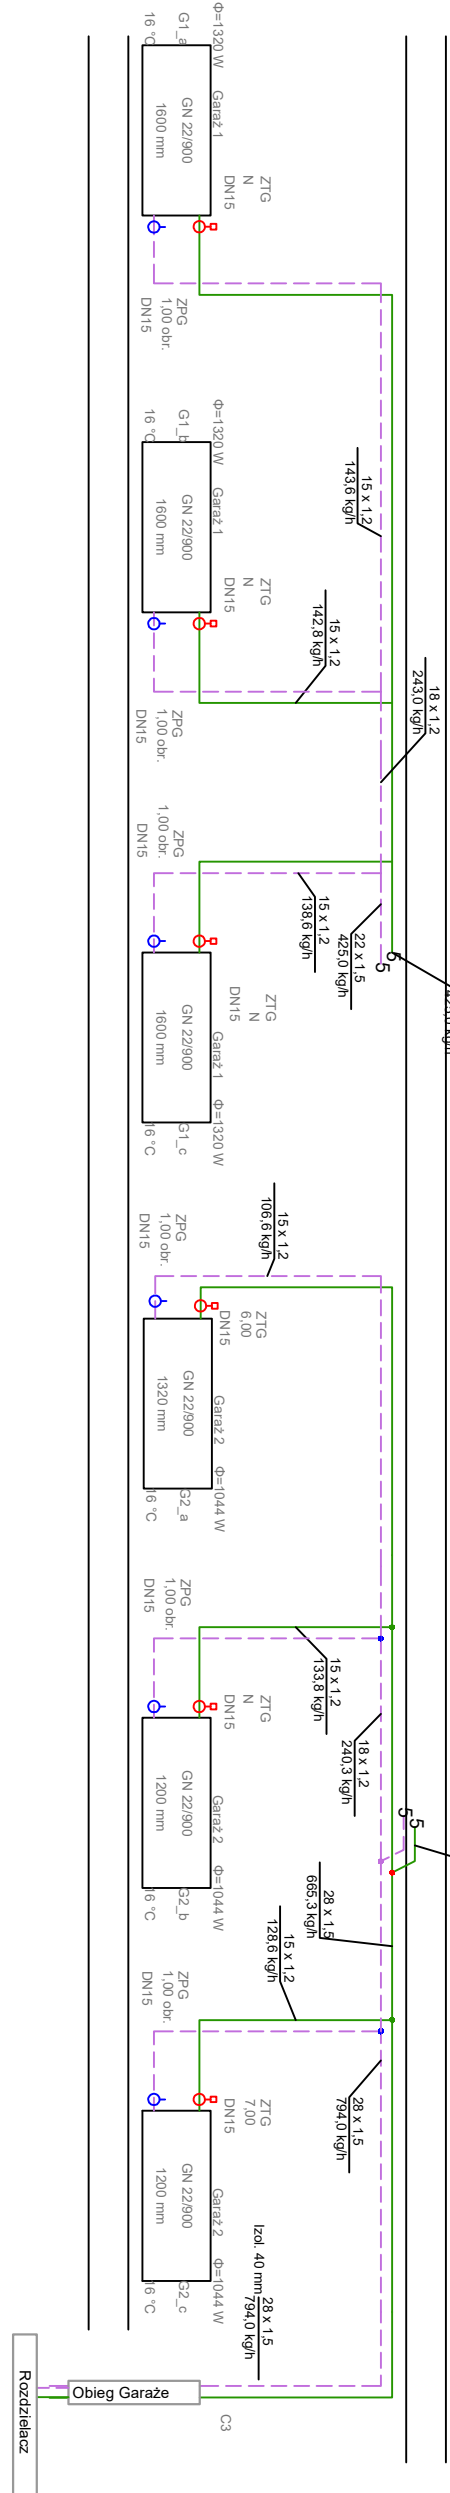 Φ=1320 W
G1_a
16 °C
Garaż 1
GN 22/900
1600 mm
ZTG
N
DN15
ZPG
1,00 obr.
DN15
Φ=1320 W
G1_b
16 °C
Garaż 1
GN 22/900
1600 mm
15 x 1,2
143,6 kg/h
ZTG
N
DN15
15 x 1,2
142,8 kg/h
18 x 1,2
243,0 kg/h
ZPG
1,00 obr.
DN15
ZPG
1,00 obr.
DN15
15 x 1,2
138,6 kg/h
22 x 1,5
425,0 kg/h
5
5
ZTG
N
DN15
GN 22/900
1600 mm
Garaż 1
Φ=1320 W
G1_c
16 °C
15 x 1,2
106,6 kg/h
ZPG
1,00 obr.
DN15
ZTG
6,00
DN15
GN 22/900
1320 mm
Garaż 2
Φ=1044 W
G2_a
16 °C
ZPG
1,00 obr.
DN15
15 x 1,2
133,8 kg/h
ZTG
N
DN15
18 x 1,2
240,3 kg/h
GN 22/900
1200 mm
Garaż 2
Φ=1044 W
G2_b
16 °C
5
5
28 x 1,5
665,3 kg/h
15 x 1,2
128,6 kg/h
ZPG
1,00 obr.
DN15
28 x 1,5
794,0 kg/h
ZTG
7,00
DN15
GN 22/900
1200 mm
Garaż 2
Φ=1044 W
G2_c
16 °C
Izol. 40 mm
28 x 1,5
794,0 kg/h
Obieg Garaże
C3
Rozdzielacz